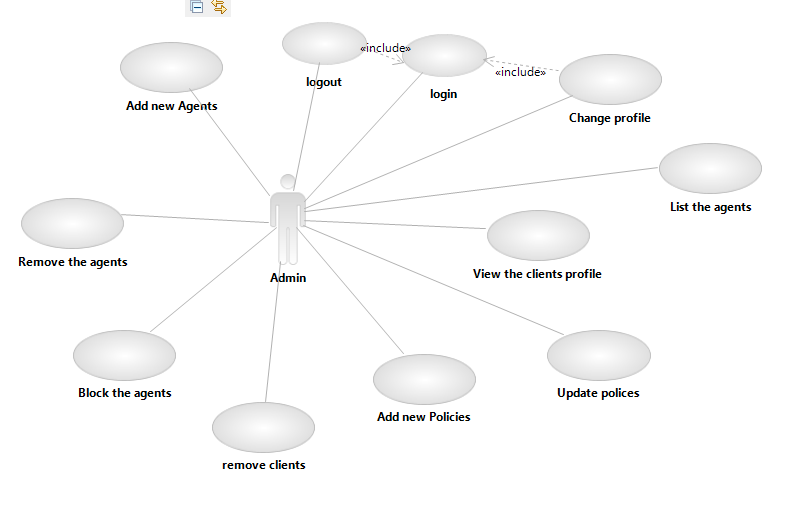 «include»
«include»
logout
login
Add new Agents
Change profile
List the agents
Remove the agents
View the clients profile
Admin
Block the agents
Update polices
Add new Policies
remove clients